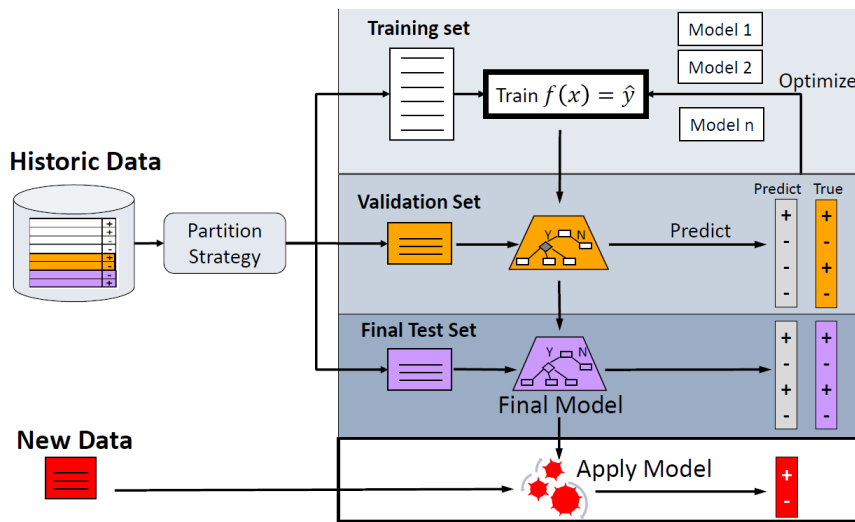 Training set
Model 1
Model 2
Optimize
Train f(x) = ŷ
Model n
Historic Data
+
+
-
-
+
-
-
+
Partition
Strategy
Validation Set
Y N
Predict
Predict True
+ +
- -
- +
- -
Final Test Set
Y N
Final Model
+ +
- -
+ +
- -
New Data
Apply Model
+
-